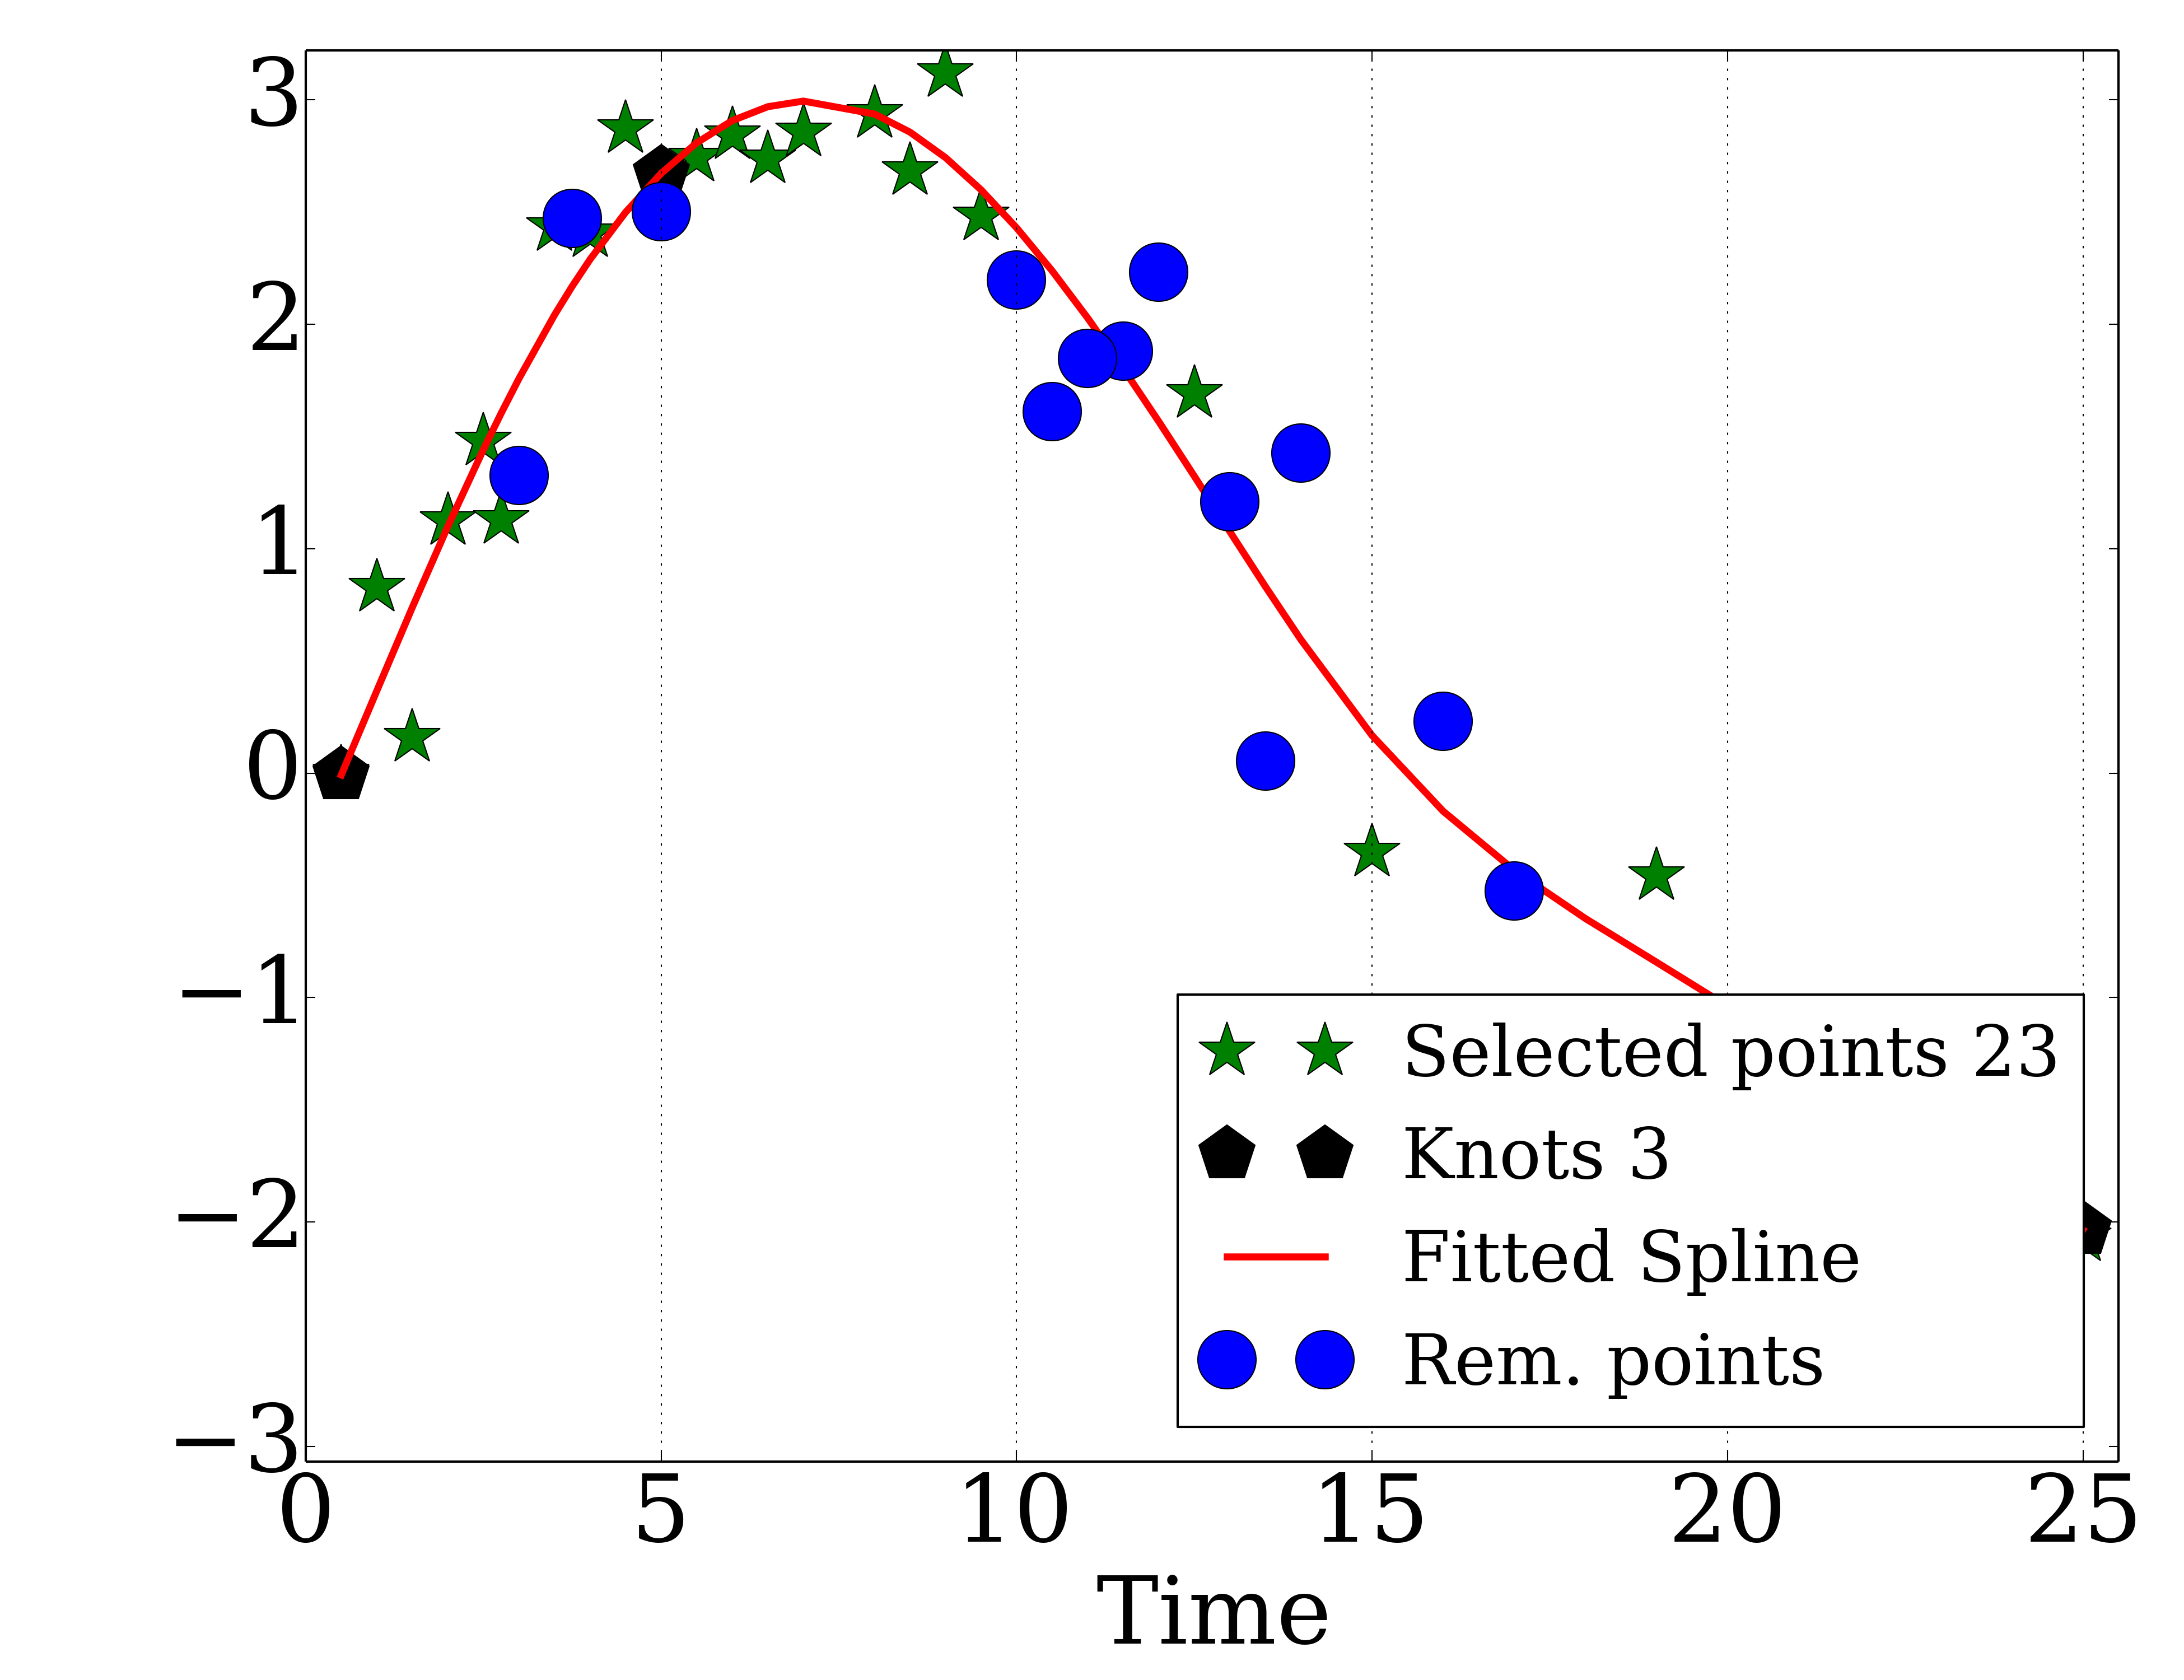 3
2
1
0
−1
−2
−3
0 5 10 15 20 25
Time
Selected points 23
Knots 3
Fitted Spline
Rem. points